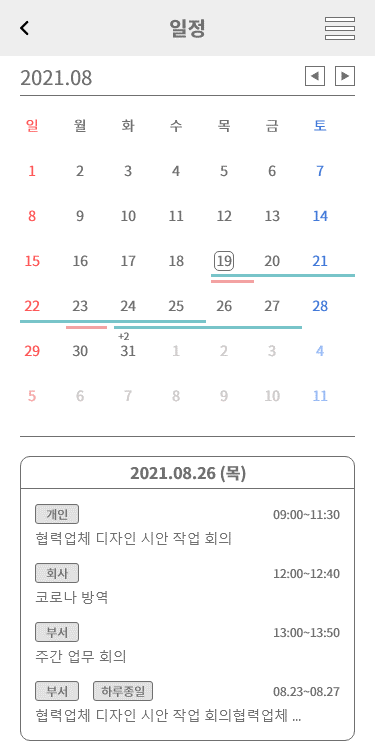 일정
2021.08
일 월 화 수 목 금 토
1 2 3 4 5 6 7
8 9 10 11 12 13 14
15 16 17 18 19 20 21
22 23 24 25 26 27 28
+2
29 30 31 1 2 3 4
5 6 7 8 9 10 11
2021.08.26 (목)
개인 09:00~11:30
협력업체 디자인 시안 작업 회의
회사 12:00~12:40
코로나 방역
부서 13:00~13:50
주간 업무 회의
부서 하루종일 08.23~08.27
협력업체 디자인 시안 작업 회의협력업체 ...